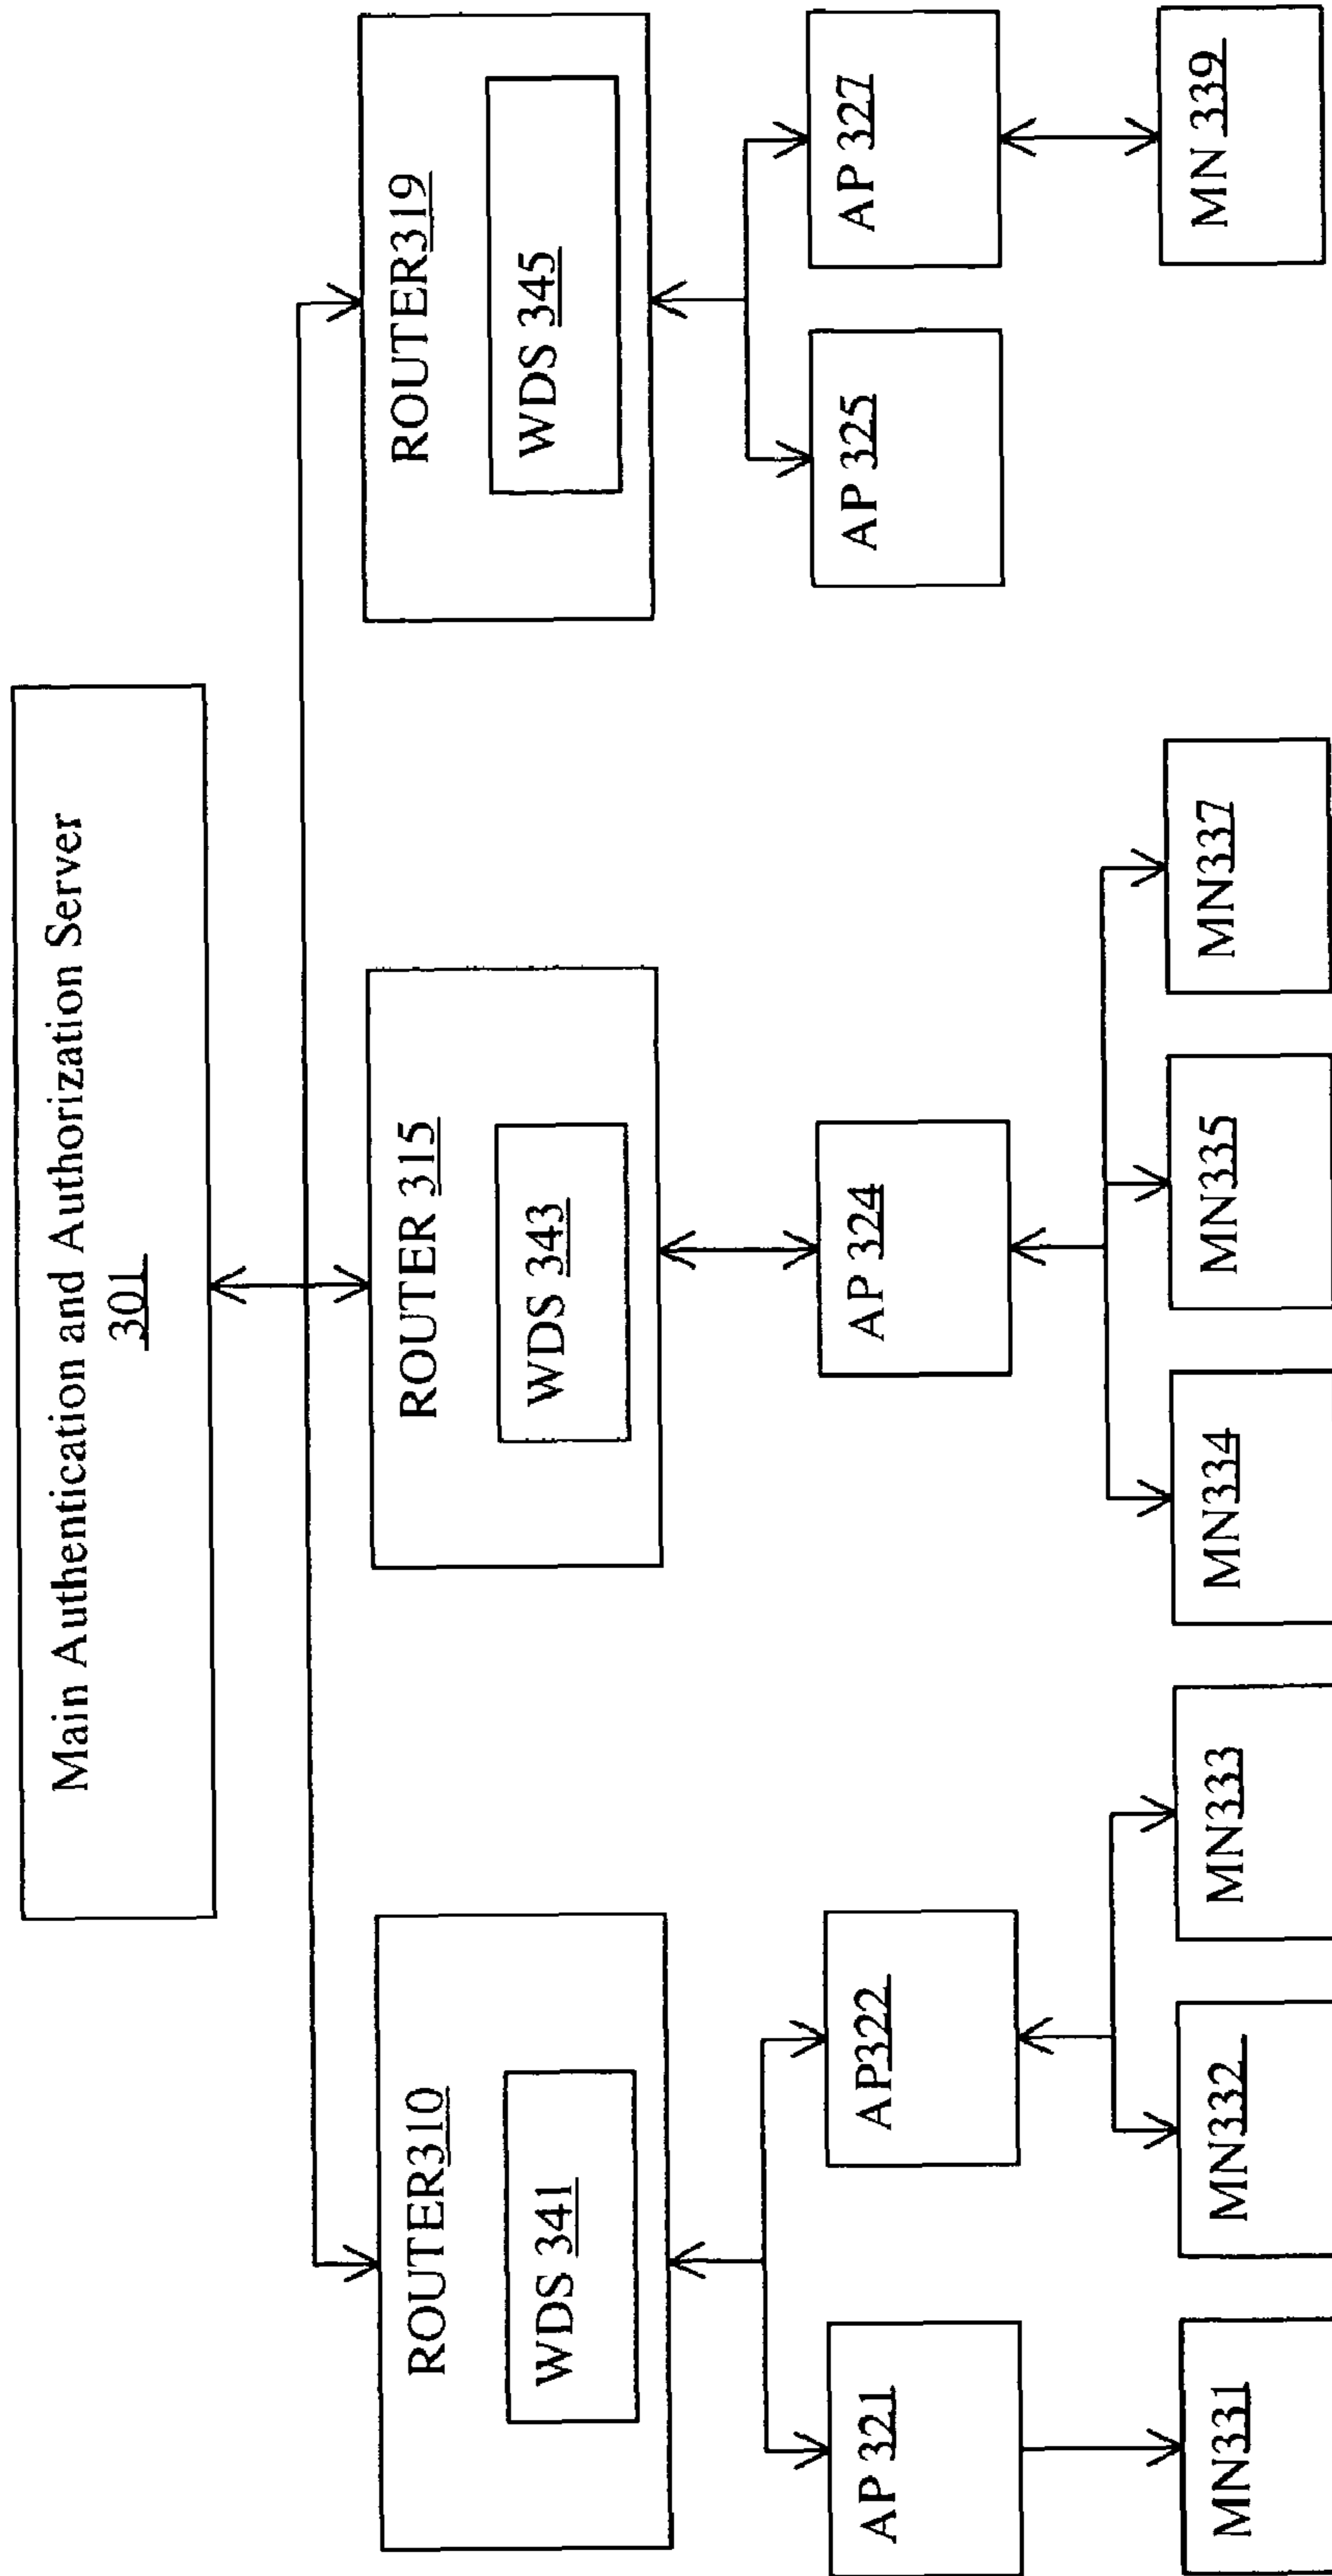 Main Authentication and Authorization Server
301
ROUTER310
WDS 341
ROUTER 315
WDS 343
ROUTER319
WDS 345
AP 321
AP322
AP 324
AP 325
AP 327
MN331
MN332
MN333
MN334
MN335
MN337
MN 339